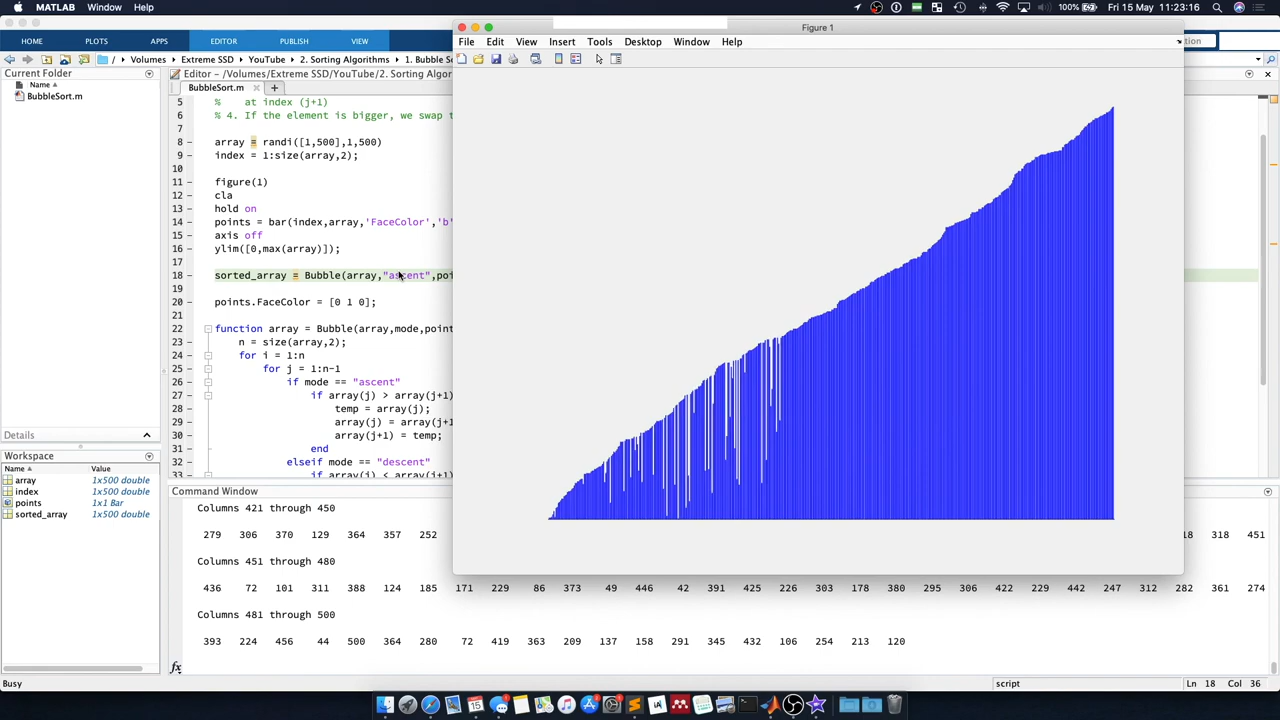 MATLAB Window Help 100% Fri 15 May 11:23:16
HOME PLOTS APPS EDITOR PUBLISH VIEW
/ Volumes Extreme SSD YouTube 2. Sorting Algorithms 1. Bubble S
Current Folder
Name
BubbleSort.m
Details
Workspace
Name Value
array 1x500 double
index 1x500 double
points 1x1 Bar
sorted_array 1x500 double
Editor - /Volumes/Extreme SSD/YouTube/2. Sorting Algor
BubbleSort.m
5 % at index (j+1)
6 % 4. If the element is bigger, we swap t
7
8 array = randi([1,500],1,500)
9 index = 1:size(array,2);
10
11 figure(1)
12 cla
13 hold on
14 points = bar(index,array,'FaceColor','b'
15 axis off
16 ylim([0,max(array)]);
17
18 sorted_array = Bubble(array,"ascent",poi
19
20 points.FaceColor = [0 1 0];
21
22 function array = Bubble(array,mode,point
23 n = size(array,2);
24 for i = 1:n
25 for j = 1:n-1
26 if mode == "ascent"
27 if array(j) > array(j+1)
28 temp = array(j);
29 array(j) = array(j+1
30 array(j+1) = temp;
31 end
32 elseif mode == "descent"
33 if array(j) < array(j+1)
Figure 1
File Edit View Insert Tools Desktop Window Help
Command Window
Columns 421 through 450
279 306 370 129 364 357 252 18 318 451
Columns 451 through 480
436 72 101 311 388 124 185 171 229 86 373 49 446 42 391 425 226 338 380 295 306 229 442 247 182 282 361 274
Columns 481 through 500
393 224 456 44 500 364 280 72 419 363 209 137 158 291 345 432 106 254 213 120
fx
Busy script Ln 18 Col 36